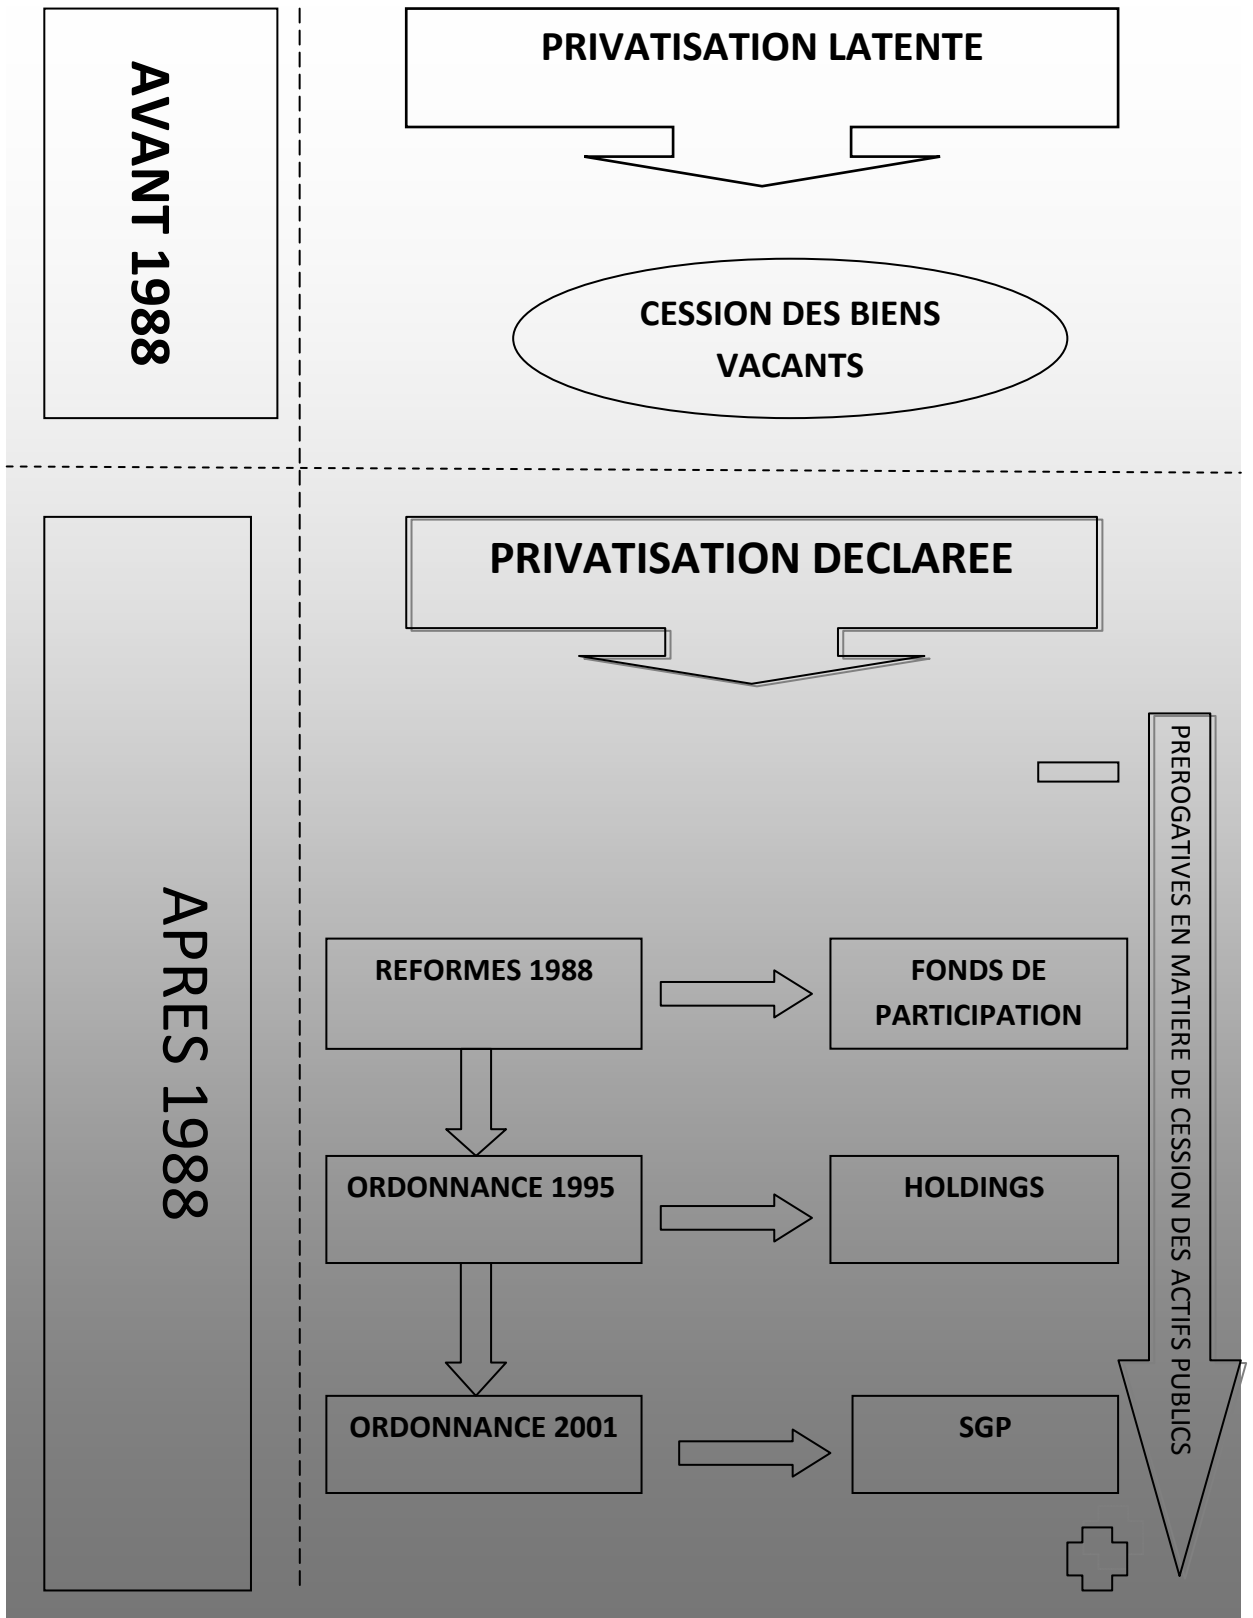 AVANT 1988
PRIVATISATION LATENTE
CESSION DES BIENS
VACANTS
APRES 1988
PRIVATISATION DECLAREE
REFORMES 1988
FONDS DE
PARTICIPATION
ORDONNANCE 1995
HOLDINGS
ORDONNANCE 2001
SGP
PREROGATIVES EN MATIERE DE CESSION DES ACTIFS PUBLICS